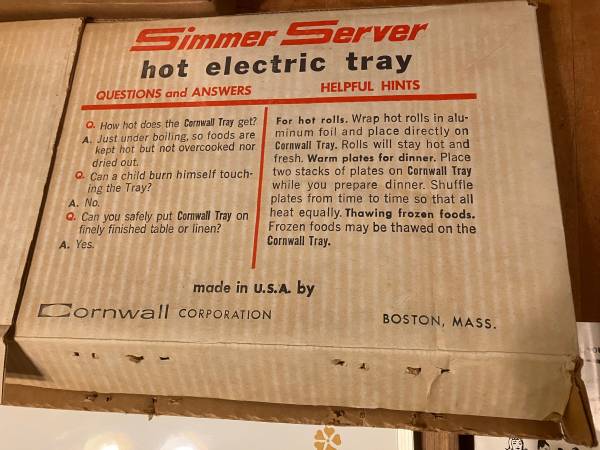 Simmer Server
hot electric tray
QUESTIONS and ANSWERS
Q. How hot does the Cornwall Tray get?
A. Just under boiling, so foods are
kept hot but not overcooked nor
dried out.
Q. Can a child burn himself touch-
ing the Tray?
A. No.
Q. Can you safely put Cornwall Tray on
finely finished table or linen?
A. Yes.
HELPFUL HINTS
For hot rolls. Wrap hot rolls in alu-
minum foil and place directly on
Cornwall Tray. Rolls will stay hot and
fresh. Warm plates for dinner. Place
two stacks of plates on Cornwall Tray
while you prepare dinner. Shuffle
plates from time to time so that all
heat equally. Thawing frozen foods.
Frozen foods may be thawed on the
Cornwall Tray.
made in U.S.A. by
Cornwall CORPORATION
BOSTON, MASS.